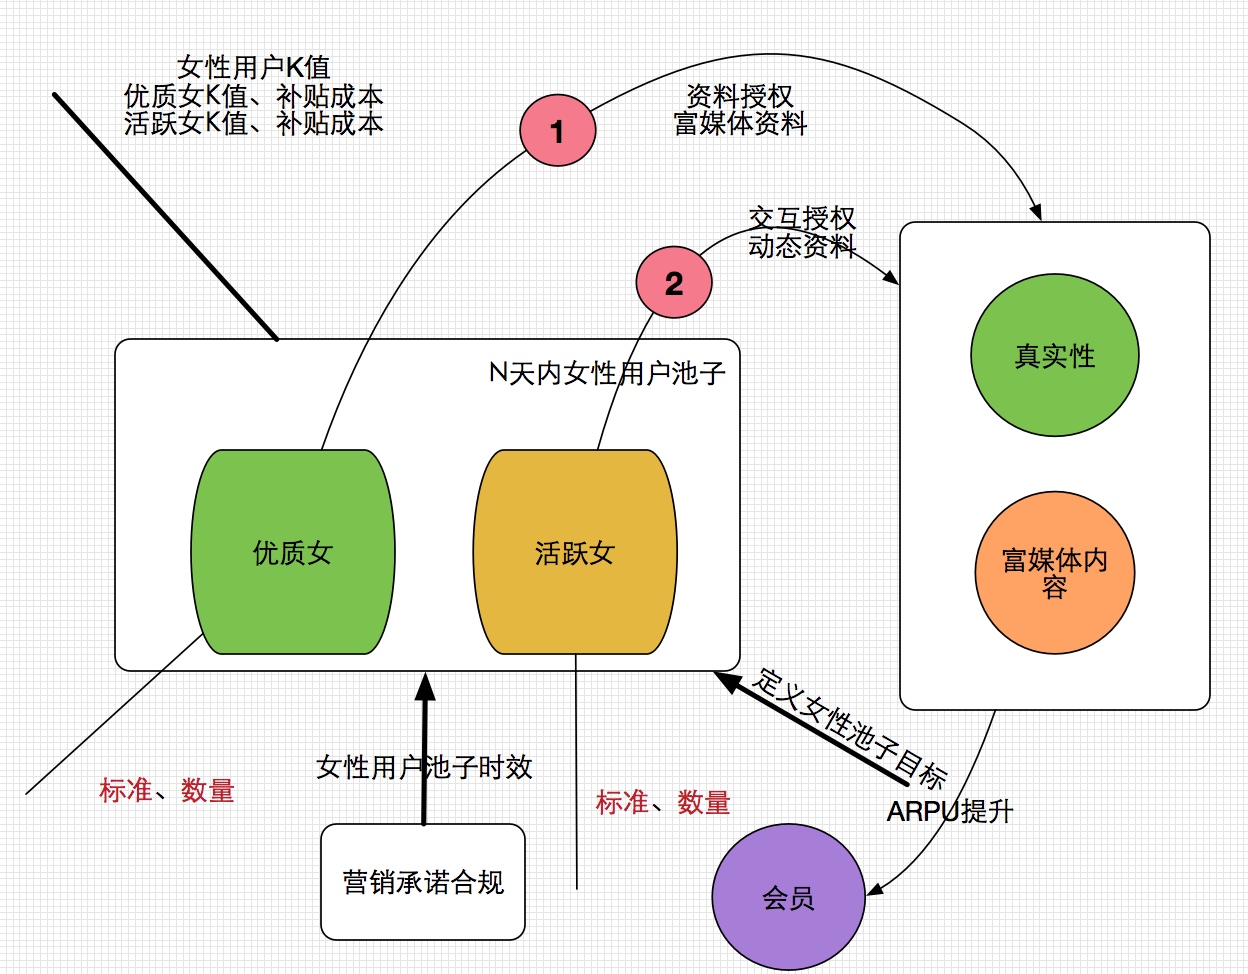 女性用户K值
优质女K值、补贴成本
活跃女K值、补贴成本
1
资料授权
富媒体资料
2
交互授权
动态资料
N天内女性用户池子
优质女
活跃女
真实性
富媒体内
容
标准、数量
女性用户池子时效
标准、数量
定义女性池子目标
ARPU提升
营销承诺合规
会员